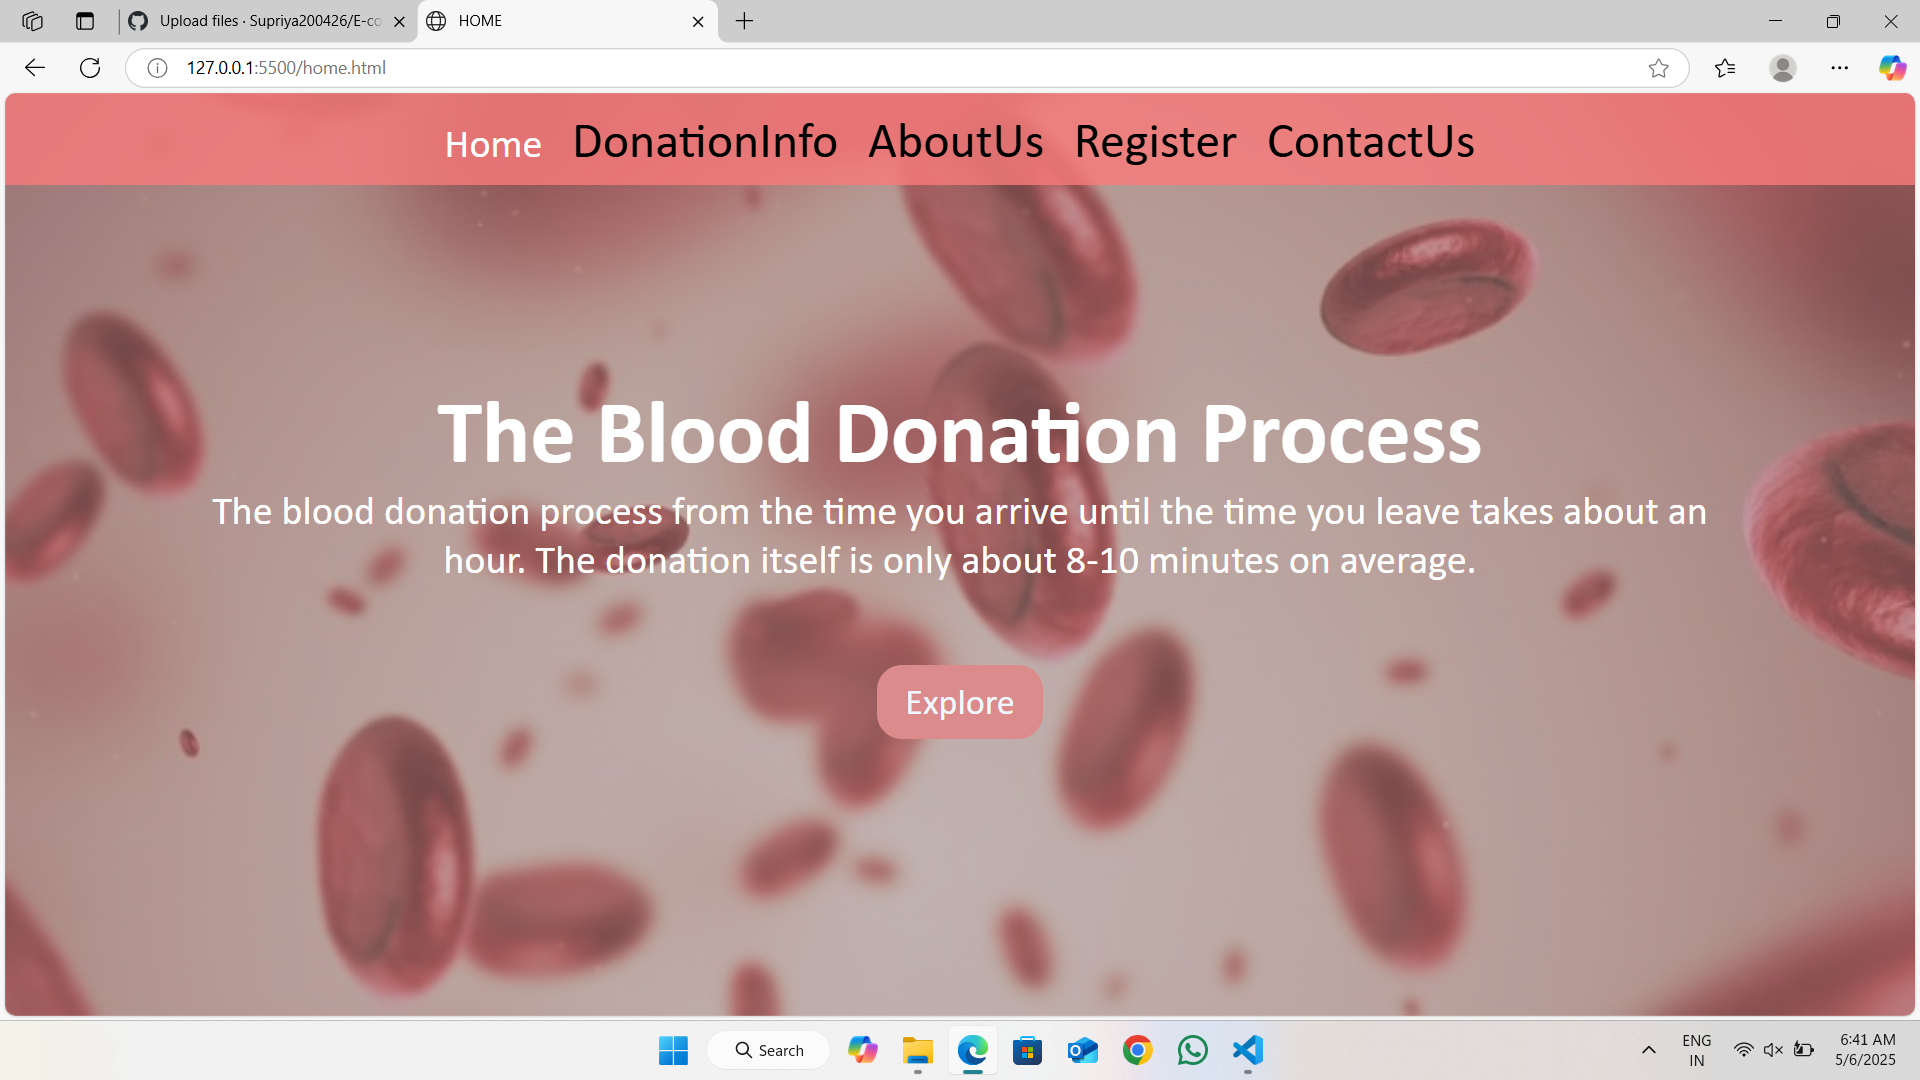 Upload files · Supriya200426/E-co
HOME
127.0.0.1:5500/home.html
Home DonationInfo AboutUs Register ContactUs
The Blood Donation Process
The blood donation process from the time you arrive until the time you leave takes about an
hour. The donation itself is only about 8-10 minutes on average.
Explore
Search
ENG
IN
6:41 AM
5/6/2025